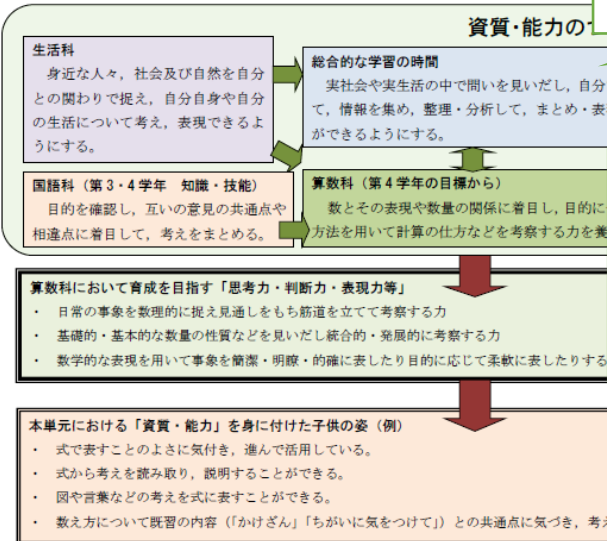 資質・能力の
生活科
身近な人々，社会及び自然を自分
との関わりで捉え，自分自身や自分
の生活について考え，表現できるよ
うにする。
総合的な学習の時間
実社会や実生活の中で問いを見いだし，自分
て，情報を集め，整理・分析して，まとめ・表
ができるようにする。
国語科（第３・４学年　知識・技能）
目的を確認し，互いの意見の共通点や
相違点に着目して，考えをまとめる。
算数科（第４学年の目標から）
数とその表現や数量の関係に着目し，目的に
方法を用いて計算の仕方などを考察する力を養
算数科において育成を目指す「思考力・判断力・表現力等」
・ 日常の事象を数理的に捉え見通しをもち筋道を立てて考察する力
・ 基礎的・基本的な数量の性質などを見いだし統合的・発展的に考察する力
・ 数学的な表現を用いて事象を簡潔・明瞭・的確に表したり目的に応じて柔軟に表したりする
本単元における「資質・能力」を身に付けた子供の姿（例）
・ 式で表すことのよさに気付き，進んで活用している。
・ 式から考えを読み取り，説明することができる。
・ 図や言葉などの考えを式に表すことができる。
・ 数え方について既習の内容（「かけざん」「ちがいに気をつけて」）との共通点に気づき，考え